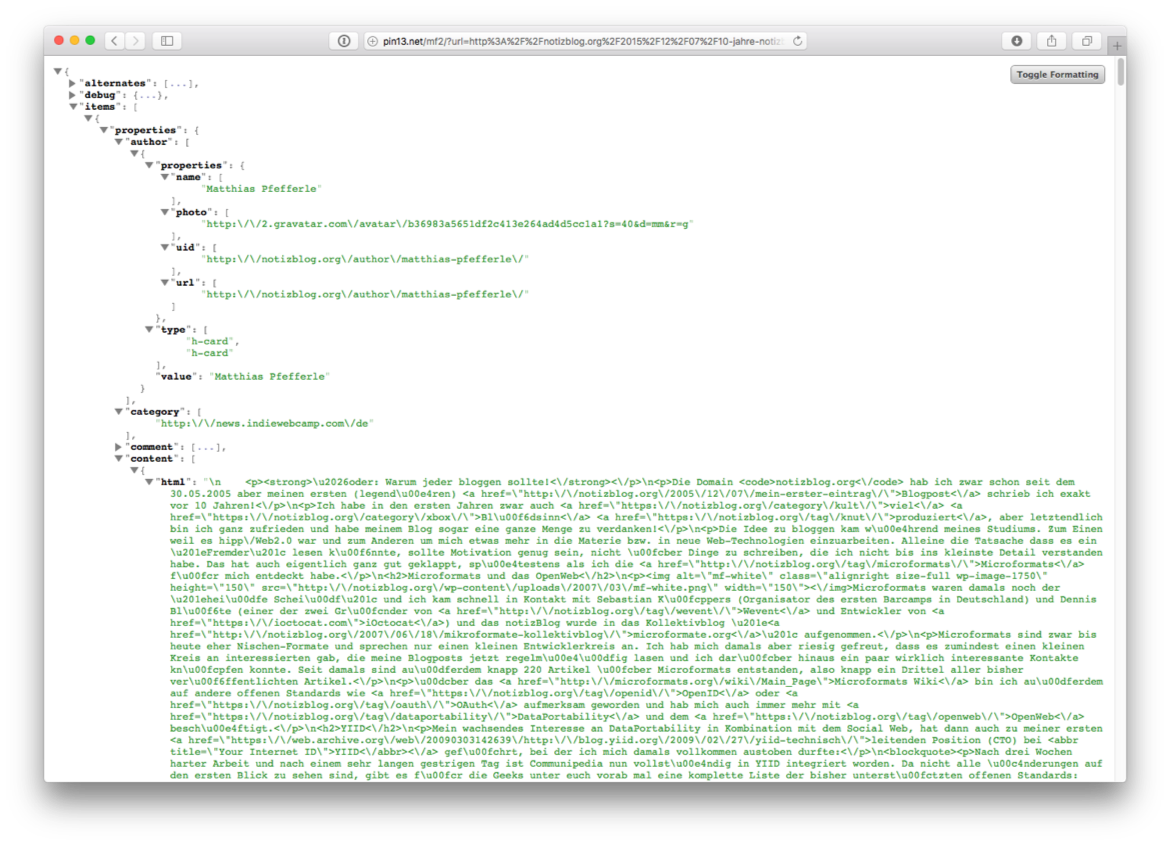 pin13.net/mf2/?url=http%3A%2F%2Fnotizblog.org%2F2015%2F12%2F07%2F10-jahre-notiz
Toggle Formatting
{
"alternates": [...],
"debug": {...},
"items": [
{
"properties": {
"author": [
{
"properties": {
"name": [
"Matthias Pfefferle"
],
"photo": [
"http:\/\/2.gravatar.com\/avatar\/b36983a5651df2c413e264ad4d5cc1a1?s=40&d=mm&r=g"
],
"uid": [
"http:\/\/notizblog.org\/author\/matthias-pfefferle\/"
],
"url": [
"http:\/\/notizblog.org\/author\/matthias-pfefferle\/"
]
},
"type": [
"h-card",
"h-card"
],
"value": "Matthias Pfefferle"
}
],
"category": [
"http:\/\/news.indiewebcamp.com\/de"
],
"comment": [...],
"content": [
{
"html": "\n    <p><strong>\u2026oder: Warum jeder bloggen sollte!<\/strong><\/p>\n<p>Die Domain <code>notizblog.org<\/code> hab ich zwar schon seit dem
30.05.2005 aber meinen ersten (legend\u00e4ren) <a href=\"http:\/\/notizblog.org\/2005\/12\/07\/mein-erster-eintrag\/\">Blogpost<\/a> schrieb ich exakt
vor 10 Jahren!<\/p>\n<p>Ich habe in den ersten Jahren zwar auch <a href=\"https:\/\/notizblog.org\/category\/kult\/\">viel<\/a> <a
href=\"https:\/\/notizblog.org\/category\/xbox\/\">Bl\u00f6dsinn<\/a> <a href=\"https:\/\/notizblog.org\/tag\/knut\/\">produziert<\/a>, aber letztendlich
bin ich ganz zufrieden und habe meinem Blog sogar eine ganze Menge zu verdanken!<\/p>\n<p>Die Idee zu bloggen kam w\u00e4hrend meines Studiums. Zum Einen
weil es hipp\/Web2.0 war und zum Anderen um mich etwas mehr in die Materie bzw. in neue Web-Technologien einzuarbeiten. Alleine die Tatsache dass es ein
\u201eFremder\u201c lesen k\u00f6nnte, sollte Motivation genug sein, nicht \u00fcber Dinge zu schreiben, die ich nicht bis ins kleinste Detail verstanden
habe. Das hat auch eigentlich ganz gut geklappt, sp\u00e4testens als ich die <a href=\"http:\/\/notizblog.org\/tag\/microformats\/\">Microformats<\/a>
f\u00fcr mich entdeckt habe.<\/p>\n<h2>Microformats und das OpenWeb<\/h2>\n<p><img alt=\"mf-white\" class=\"alignright size-full wp-image-1750\"
height=\"150\" src=\"http:\/\/notizblog.org\/wp-content\/uploads\/2007\/03\/mf-white.png\" width=\"150\"><\/img>Microformats waren damals noch der
\u201ehei\u00dfe Schei\u00df\u201c und ich kam schnell in Kontakt mit Sebastian K\u00fcppers (Organisator des ersten Barcamps in Deutschland) und Dennis
Bl\u00f6te (einer der zwei Gr\u00fcnder von <a href=\"http:\/\/notizblog.org\/tag\/wevent\/\">Wevent<\/a> und Entwickler von <a
href=\"https:\/\/ioctocat.com\">iOctocat<\/a>) und das notizBlog wurde in das Kollektivblog \u201e<a
href=\"http:\/\/notizblog.org\/2007\/06\/18\/mikroformate-kollektivblog\/\">microformate.org<\/a>\u201c aufgenommen.<\/p>\n<p>Microformats sind zwar bis
heute eher Nischen-Formate und sprechen nur einen kleinen Entwicklerkreis an. Ich hab mich damals aber riesig gefreut, dass es zumindest einen kleinen
Kreis an interessierten gab, die meine Blogposts jetzt regelm\u00e4\u00dfig lasen und ich dar\u00fcber hinaus ein paar wirklich interessante Kontakte
kn\u00fcpfen konnte. Seit damals sind au\u00dferdem knapp 220 Artikel \u00fcber Microformats entstanden, also knapp ein Drittel aller bisher
ver\u00f6ffentlichten Artikel.<\/p>\n<p>\u00dcber das <a href=\"http:\/\/microformats.org\/wiki\/Main_Page\">Microformats Wiki<\/a> bin ich au\u00dferdem
auf andere offenen Standards wie <a href=\"https:\/\/notizblog.org\/tag\/openid\/\">OpenID<\/a> oder <a
href=\"https:\/\/notizblog.org\/tag\/oauth\/\">OAuth<\/a> aufmerksam geworden und hab mich auch immer mehr mit <a
href=\"https:\/\/notizblog.org\/tag\/dataportability\/\">DataPortability<\/a> und dem <a href=\"https:\/\/notizblog.org\/tag\/openweb\/\">OpenWeb<\/a>
besch\u00e4ftigt.<\/p>\n<h2>YIID<\/h2>\n<p>Mein wachsendes Interesse an DataPortability in Kombination mit dem Social Web, hat dann auch zu meiner ersten
<a href=\"https:\/\/web.archive.org\/web\/20090303142639\/http:\/\/blog.yiid.org\/2009\/02\/27\/yiid-technisch\/\">leitenden Position (CTO) bei <abbr
title=\"Your Internet ID\">YIID<\/abbr><\/a> gef\u00fchrt, bei der ich mich damals vollkommen austoben durfte:<\/p>\n<blockquote><p>Nach drei Wochen
harter Arbeit und nach einem sehr langen gestrigen Tag ist Communipedia nun vollst\u00e4ndig in YIID integriert worden. Da nicht alle \u00c4nderungen auf
den ersten Blick zu sehen sind, gibt es f\u00fcr die Geeks unter euch vorab mal eine komplette Liste der bisher unterst\u00fctzten offenen Standards: